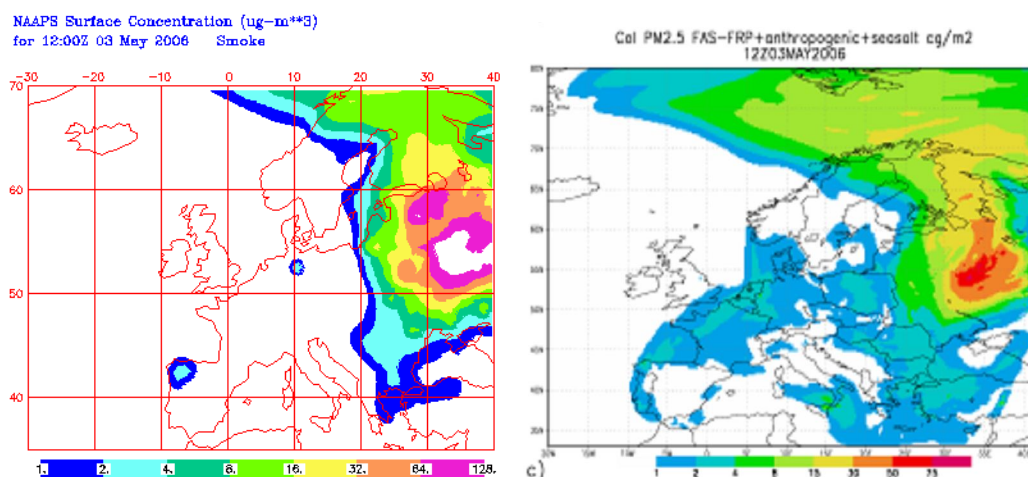 NAAPS Surface Concentration (ug-m**3)
for 12:00Z 03 May 2006 Smoke
-30 -20 -10 0 10 20 30 40
70
60
50
40
1. 2. 4. 8. 16. 32. 64. 128.
Col PM2.5 FAS-FRP+anthropogenic+seasalt cg/m2
12Z03MAY2006
c)
1 2 4 8 15 30 50 75